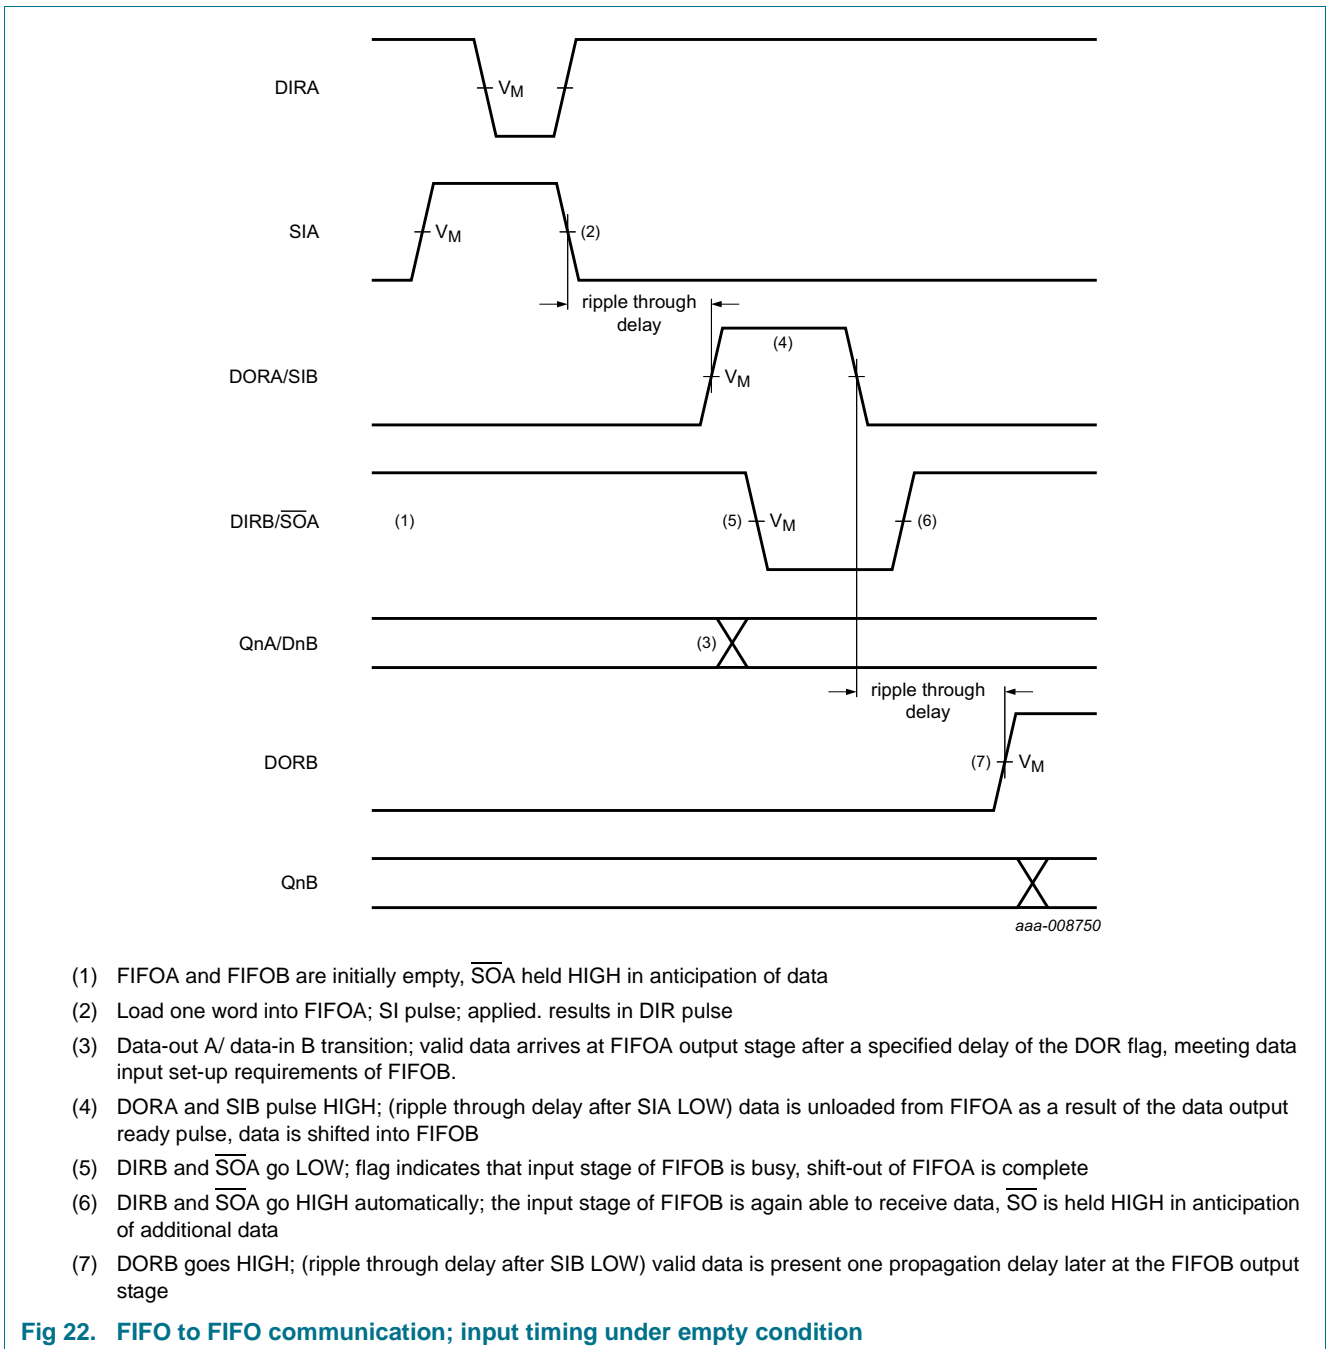 DIRA
VM
SIA
VM
(2)
ripple through
delay
(4)
DORA/SIB
VM
DIRB/S̅O̅A
(1)
(5)
VM
(6)
QnA/DnB
(3)
ripple through
delay
DORB
(7)
VM
QnB
aaa-008750
(1) FIFOA and FIFOB are initially empty, S̅O̅A held HIGH in anticipation of data
(2) Load one word into FIFOA; SI pulse; applied. results in DIR pulse
(3) Data-out A/ data-in B transition; valid data arrives at FIFOA output stage after a specified delay of the DOR flag, meeting data
input set-up requirements of FIFOB.
(4) DORA and SIB pulse HIGH; (ripple through delay after SIA LOW) data is unloaded from FIFOA as a result of the data output
ready pulse, data is shifted into FIFOB
(5) DIRB and S̅O̅A go LOW; flag indicates that input stage of FIFOB is busy, shift-out of FIFOA is complete
(6) DIRB and S̅O̅A go HIGH automatically; the input stage of FIFOB is again able to receive data, S̅O̅ is held HIGH in anticipation
of additional data
(7) DORB goes HIGH; (ripple through delay after SIB LOW) valid data is present one propagation delay later at the FIFOB output
stage
Fig 22. FIFO to FIFO communication; input timing under empty condition